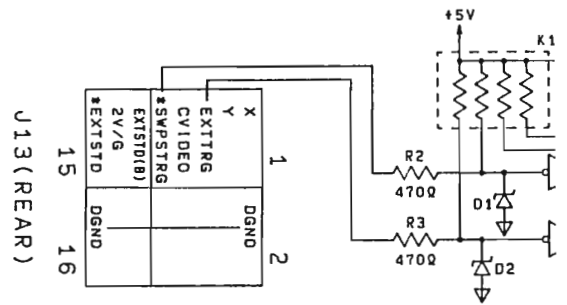 +5V
K1
X
Y
EXTTRG
*SWPSTRG
CVIDEO
EXTSTD(B)
2V/G
*EXTSTD
1
15
J13(REAR)
DGND
DGND
2
16
R2
470Ω
D1
R3
470Ω
D2